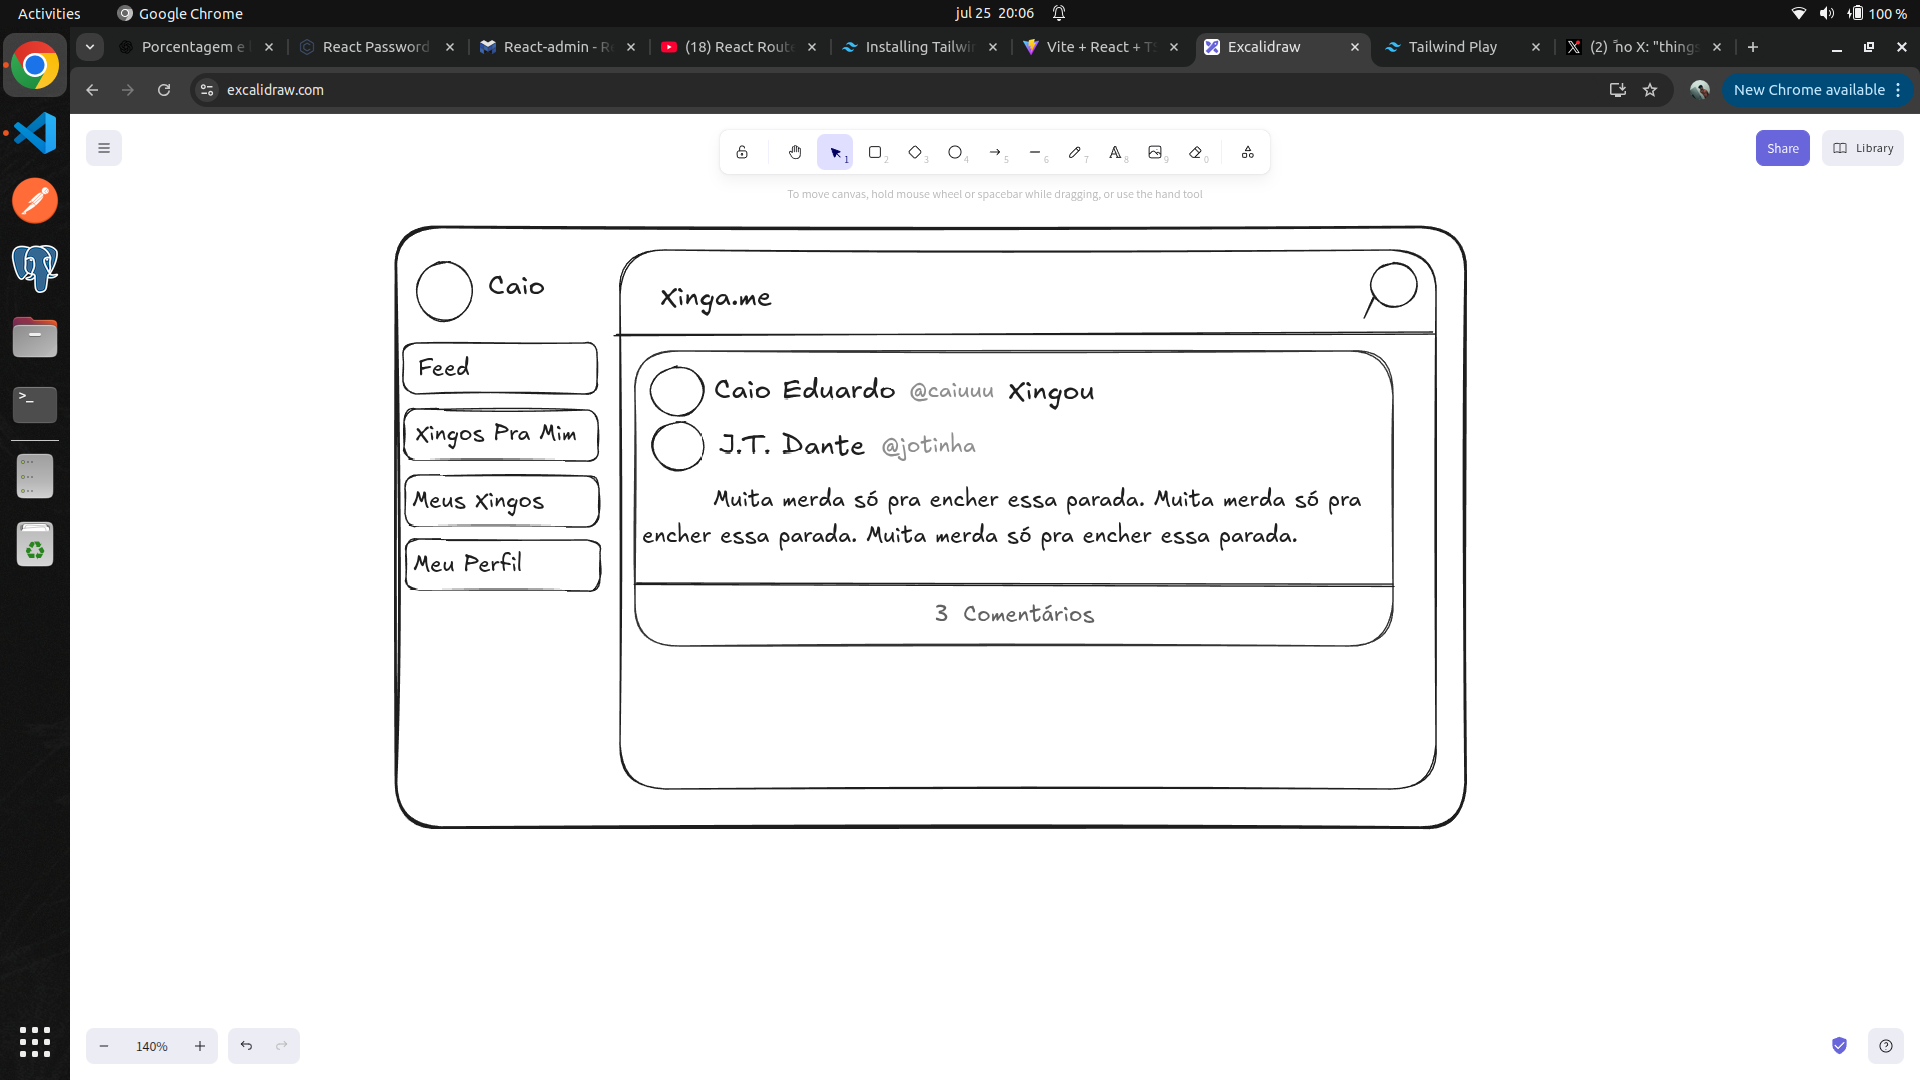 Activities
Google Chrome
jul 25 20:06
100 %
Porcentagem e
React Password
React-admin - R
(18) React Route
Installing Tailwin
Vite + React + TS
Excalidraw
Tailwind Play
(2) no X: "things
excalidraw.com
New Chrome available
1
2
3
4
5
6
7
8
9
0
Share
Library
To move canvas, hold mouse wheel or spacebar while dragging, or use the hand tool
Caio
Feed
Xingos Pra Mim
Meus Xingos
Meu Perfil
Xinga.me
Caio Eduardo @caiuuu Xingou
J.T. Dante @jotinha
Muita merda só pra encher essa parada. Muita merda só pra
encher essa parada. Muita merda só pra encher essa parada.
3 Comentários
140%